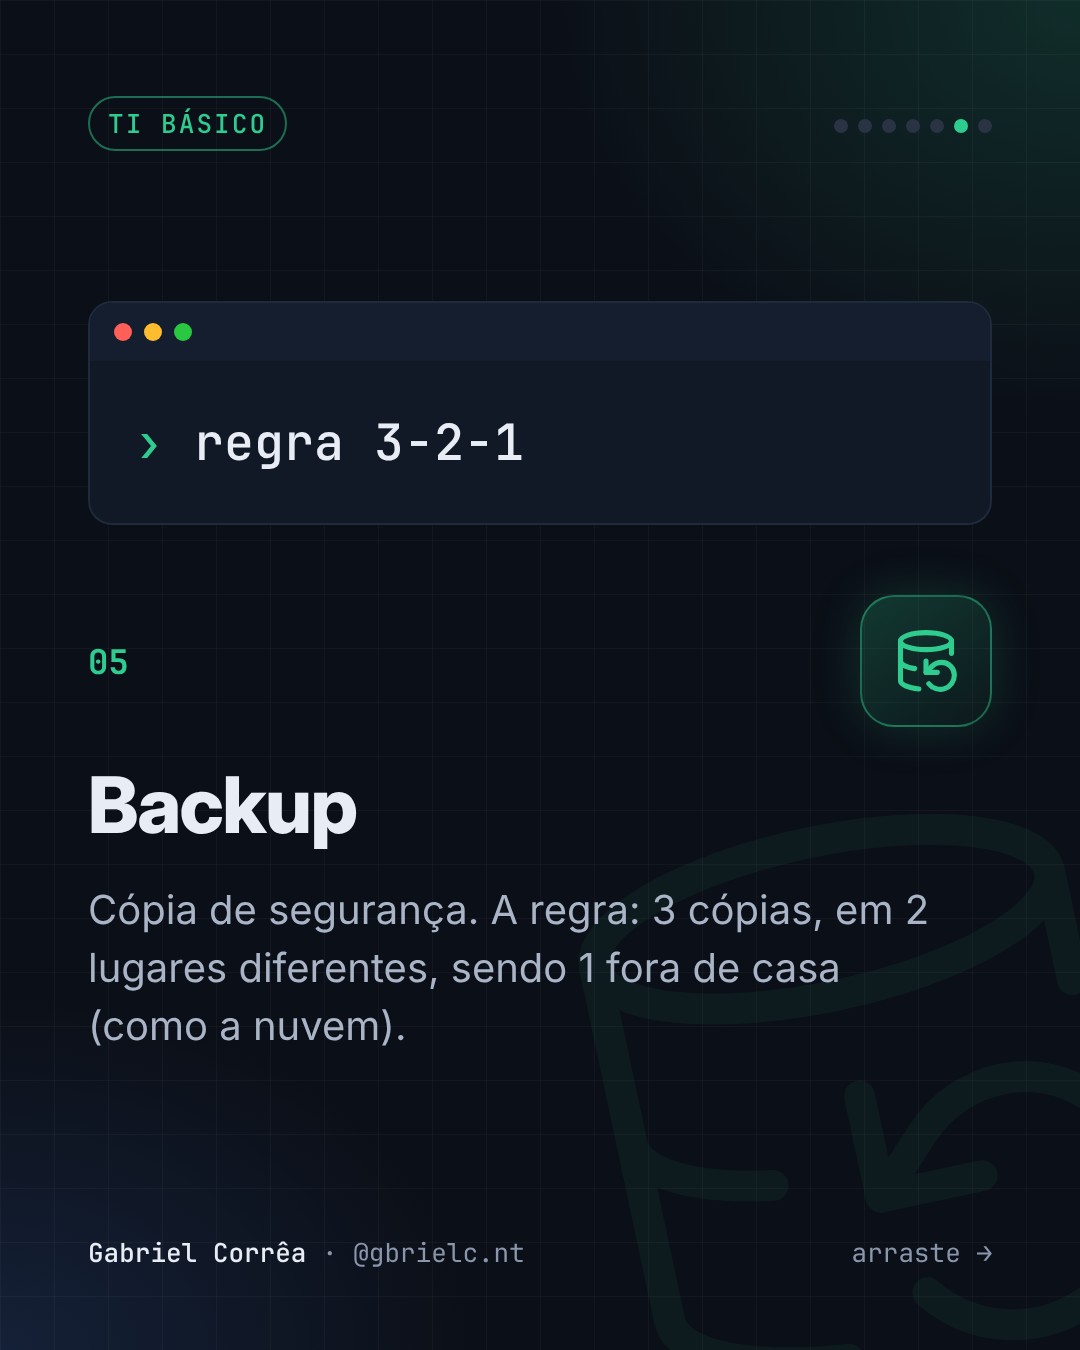 TI BÁSICO
› regra 3-2-1
05
Backup
Cópia de segurança. A regra: 3 cópias, em 2
lugares diferentes, sendo 1 fora de casa
(como a nuvem).
Gabriel Corrêa · @gbrielc.nt
arraste →